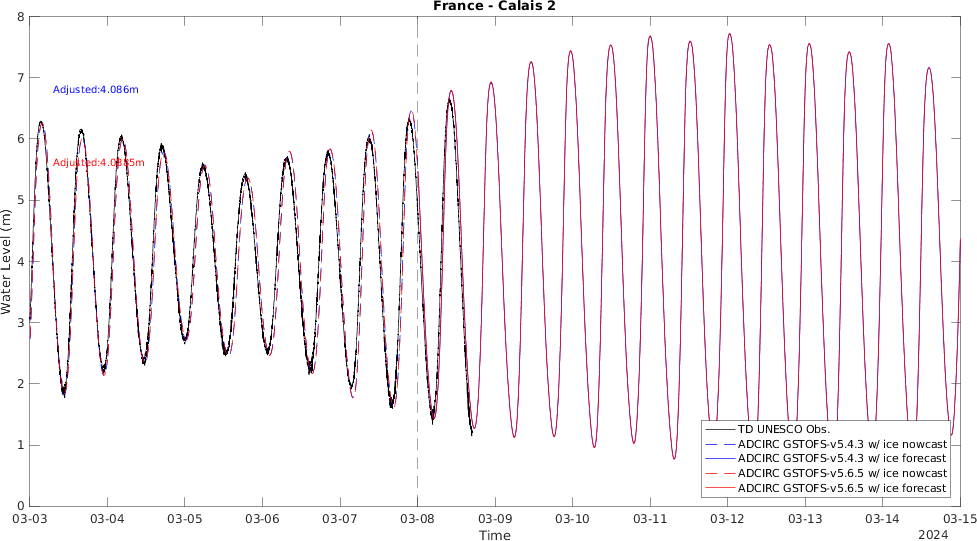 France - Calais 2
8
7
6
5
4
3
2
1
0
Water Level (m)
Adjusted:4.086m
Adjusted:4.0885m
TD UNESCO Obs.
ADCIRC GSTOFS-v5.4.3 w/ ice nowcast
ADCIRC GSTOFS-v5.4.3 w/ ice forecast
ADCIRC GSTOFS-v5.6.5 w/ ice nowcast
ADCIRC GSTOFS-v5.6.5 w/ ice forecast
03-03 03-04 03-05 03-06 03-07 03-08 03-09 03-10 03-11 03-12 03-13 03-14 03-15
Time
2024